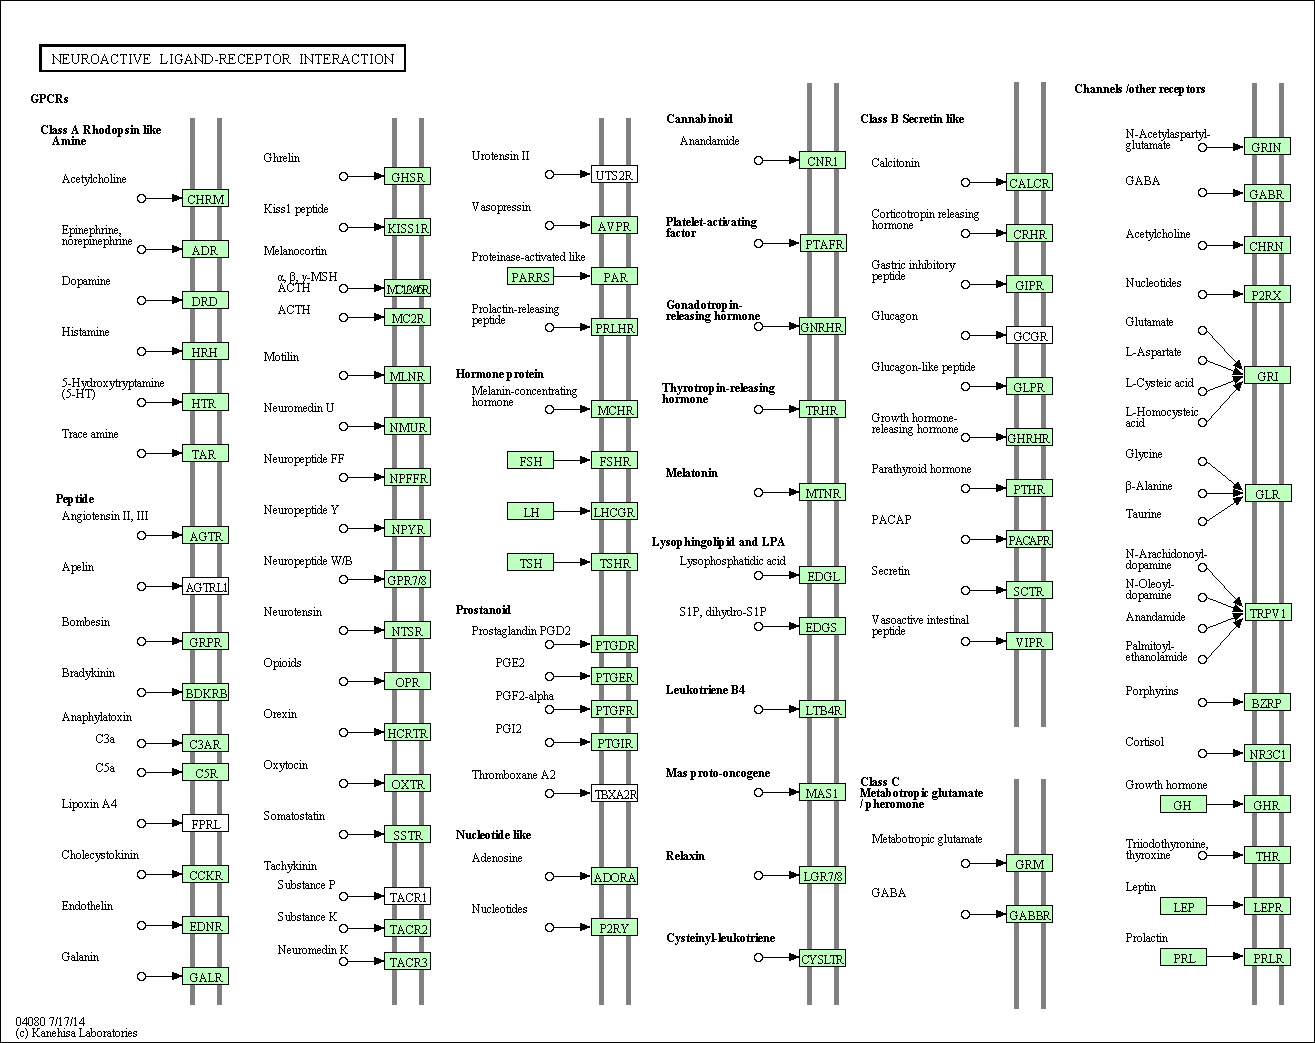 NEUROACTIVE LIGAND-RECEPTOR INTERACTION
GPCRs
Class A Rhodopsin like
Amine
Acetylcholine
CHRM
Epinephrine,
norepinephrine
ADR
Dopamine
DRD
Histamine
HRH
5-Hydroxytryptamine
(5-HT)
HTR
Trace amine
TAR
Peptide
Angiotensin II, III
AGTR
Apelin
AGTRL1
Bombesin
GRPR
Bradykinin
BDKRB
Anaphylatoxin
C3a
C3AR
C5a
C5R
Lipoxin A4
FPRL
Cholecystokinin
CCKR
Endothelin
EDNR
Galanin
GALR
Ghrelin
GHSR
Kiss1 peptide
KISS1R
Melanocortin
α, β, γ-MSH
ACTH
ACTH
MC2R
Motilin
MLNR
Neuromedin U
NMUR
Neuropeptide FF
NPFFR
Neuropeptide Y
NPYR
Neuropeptide W/B
GPR7/8
Neurotensin
NTSR
Opioids
OPR
Orexin
HCRTR
Oxytocin
OXTR
Somatostatin
SSTR
Tachykinin
Substance P
TACR1
Substance K
TACR2
Neuromedin K
TACR3
Urotensin II
UTS2R
Vasopressin
AVPR
Proteinase-activated like
PARRS PAR
Prolactin-releasing
peptide
PRLHR
Hormone protein
Melanin-concentrating
hormone
MCHR
FSH FSHR
LH LHCGR
TSH TSHR
Prostanoid
Prostaglandin PGD2
PTGDR
PGE2
PTGER
PGF2-alpha
PTGFR
PGI2
PTGIR
Thromboxane A2
TBXA2R
Nucleotide like
Adenosine
ADORA
Nucleotides
P2RY
Cannabinoid
Anandamide
CNR1
Platelet-activating
factor
PTAFR
Gonadotropin-
releasing hormone
GNRHR
Thyrotropin-releasing
hormone
TRHR
Melatonin
MTNR
Lysophingolipid and LPA
Lysophosphatidic acid
EDGL
S1P, dihydro-S1P
EDGS
Leukotriene B4
LTB4R
Mas proto-oncogene
MAS1
Relaxin
LGR7/8
Cysteinyl-leukotriene
CYSLTR
Class B Secretin like
Calcitonin
CALCR
Corticotropin releasing
hormone
CRHR
Gastric inhibitory
peptide
GIPR
Glucagon
GCGR
Glucagon-like peptide
GLPR
Growth hormone-
releasing hormone
GHRHR
Parathyroid hormone
PTHR
PACAP
PACAPR
Secretin
SCTR
Vasoactive intestinal
peptide
VIPR
Class C
Metabotropic glutamate
/ pheromone
Metabotropic glutamate
GRM
GABA
GABBR
Channels /other receptors
N-Acetylaspartyl-
glutamate
GRIN
GABA
GABR
Acetylcholine
CHRN
Nucleotides
P2RX
Glutamate
L-Aspartate
GRI
L-Cysteic acid
L-Homocysteic
acid
Glycine
β-Alanine
GLR
Taurine
N-Arachidonoyl-
dopamine
N-Oleoyl-
dopamine
TRPV1
Anandamide
Palmitoyl-
ethanolamide
Porphyrins
BZRP
Cortisol
NR3C1
Growth hormone
GH GHR
Triiodothyronine,
thyroxine
THR
Leptin
LEP LEPR
Prolactin
PRL PRLR
04080 7/17/14
(c) Kanehisa Laboratories